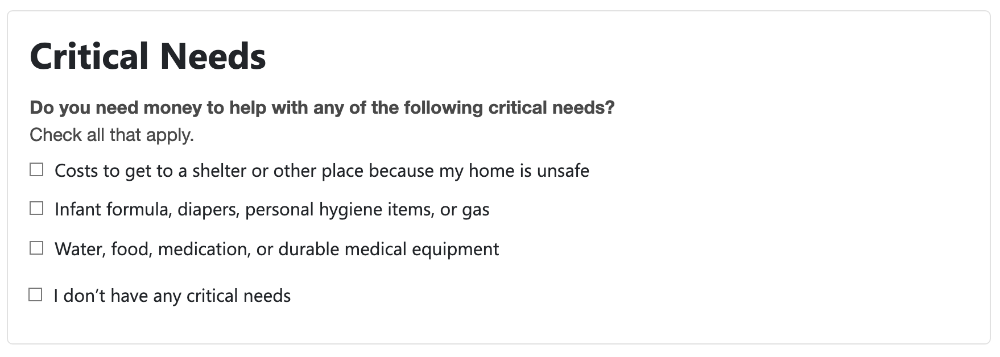 Critical Needs
Do you need money to help with any of the following critical needs?
Check all that apply.
Costs to get to a shelter or other place because my home is unsafe
Infant formula, diapers, personal hygiene items, or gas
Water, food, medication, or durable medical equipment
I don’t have any critical needs